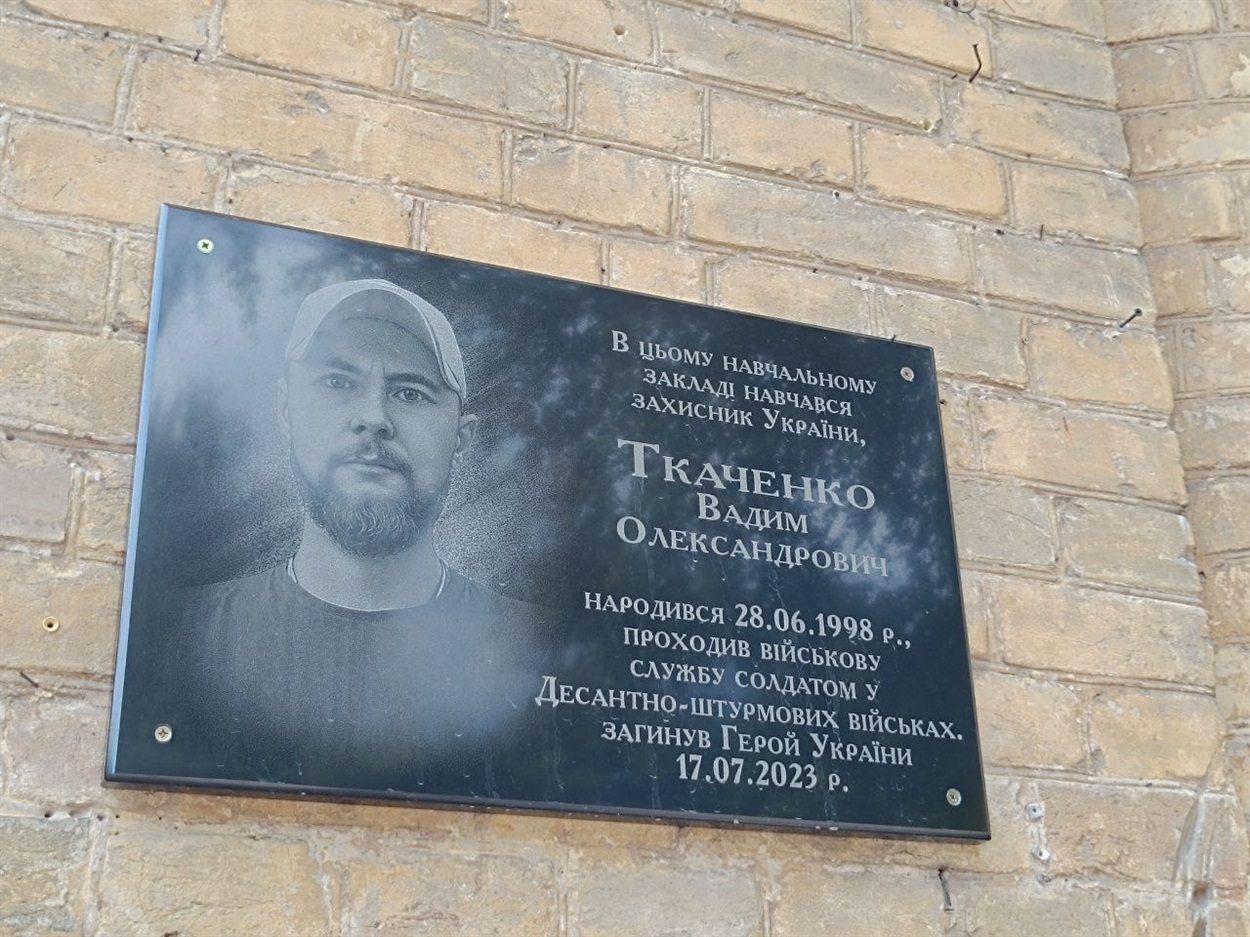 В цьому навчальному
закладі навчався
захисник України,
Ткаченко
Вадим
Олександрович
народився 28.06.1998 р.,
проходив військову
службу солдатом у
Десантно-штурмових військах.
загинув Герой України
17.07.2023 р.